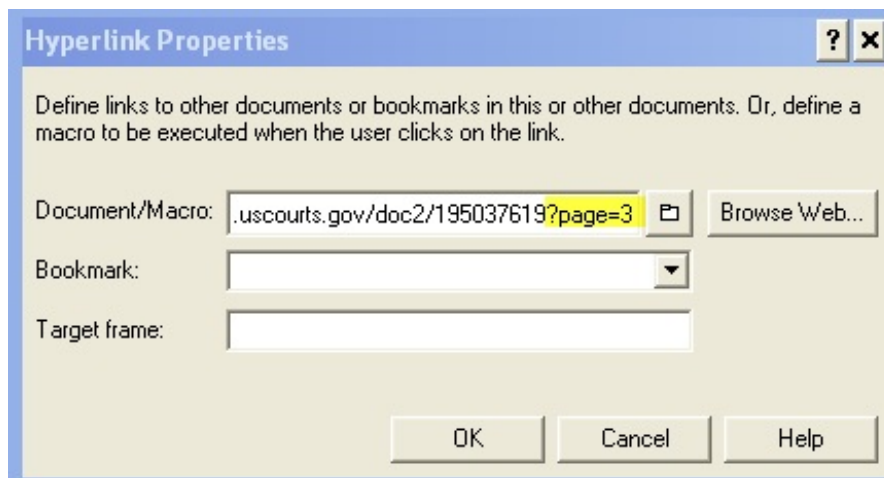 Hyperlink Properties
Define links to other documents or bookmarks in this or other documents. Or, define a
macro to be executed when the user clicks on the link.
Document/Macro: .uscourts.gov/doc2/195037619?page=3 Browse Web...
Bookmark:
Target frame:
OK Cancel Help